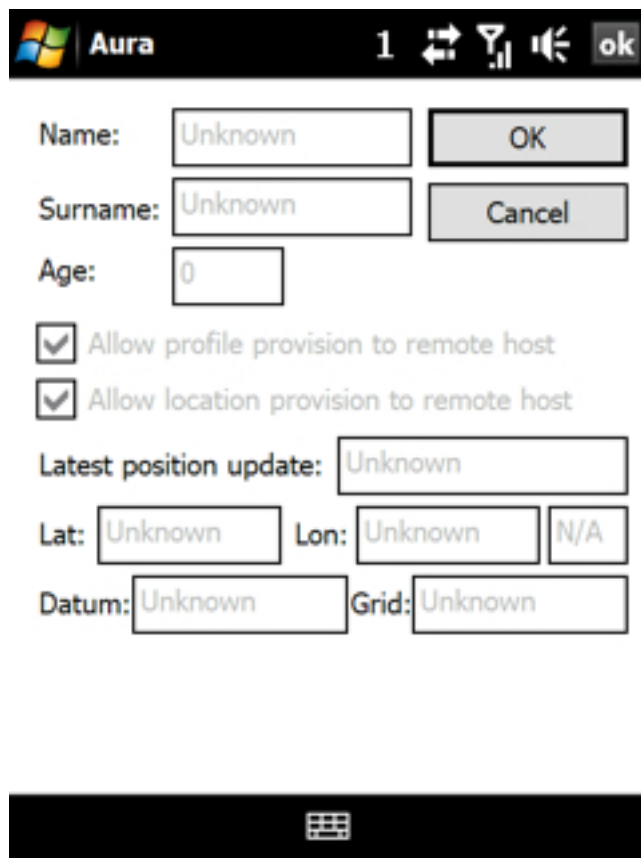 Aura 1 ok
Name: Unknown OK
Surname: Unknown Cancel
Age: 0
Allow profile provision to remote host
Allow location provision to remote host
Latest position update: Unknown
Lat: Unknown Lon: Unknown N/A
Datum: Unknown Grid: Unknown